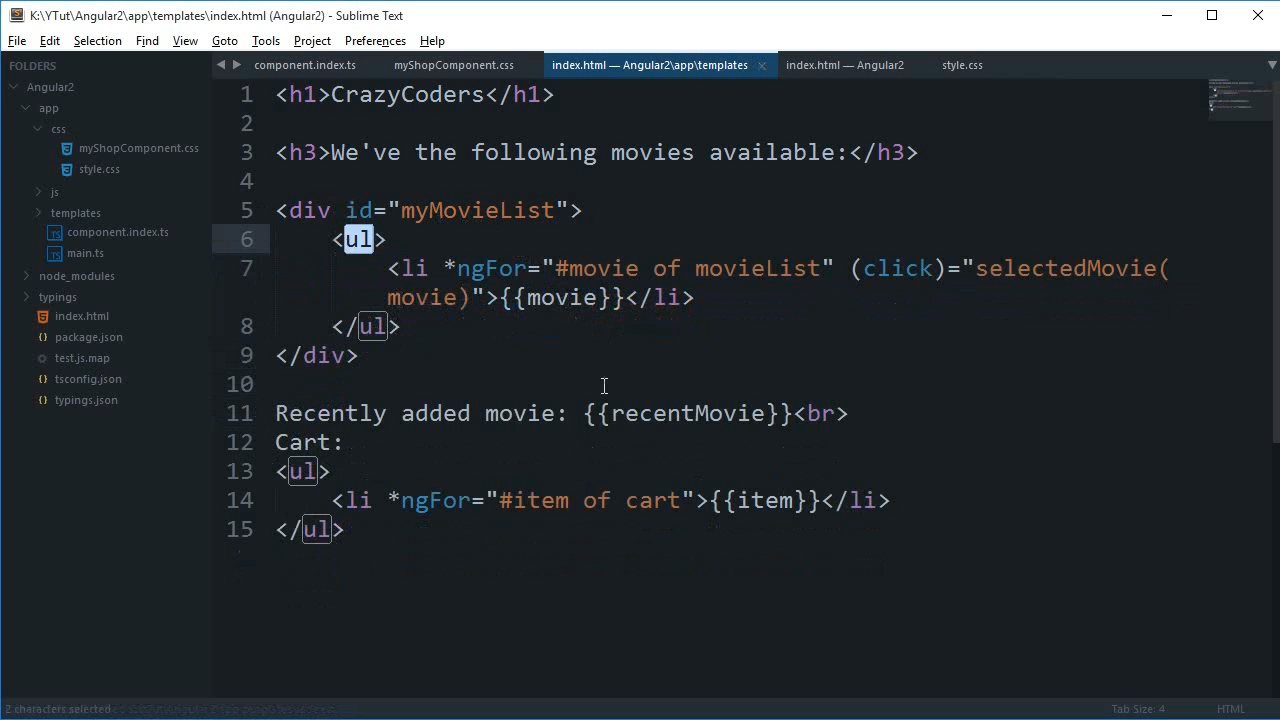 K:\YTut\Angular2\app\templates\index.html (Angular2) - Sublime Text
File Edit Selection Find View Goto Tools Project Preferences Help
FOLDERS
Angular2
app
css
myShopComponent.css
style.css
js
templates
component.index.ts
main.ts
node_modules
typings
index.html
package.json
test.js.map
tsconfig.json
typings.json
component.index.ts myShopComponent.css index.html — Angular2\app\templates index.html — Angular2 style.css
1 <h1>CrazyCoders</h1>
2
3 <h3>We've the following movies available:</h3>
4
5 <div id="myMovieList">
6 <ul>
7 <li *ngFor="#movie of movieList" (click)="selectedMovie(
movie)">{{movie}}</li>
8 </ul>
9 </div>
10
11 Recently added movie: {{recentMovie}}<br>
12 Cart:
13 <ul>
14 <li *ngFor="#item of cart">{{item}}</li>
15 </ul>
2 characters selected
Tab Size: 4 HTML